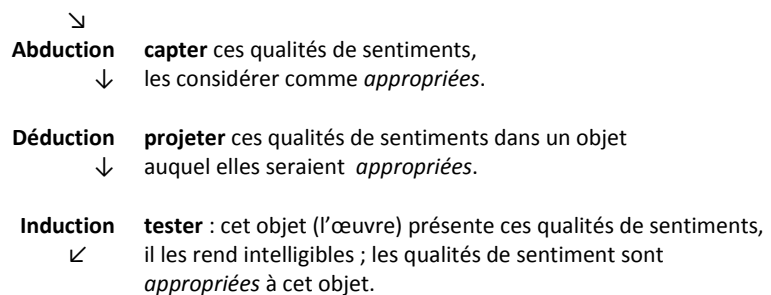 ↘
Abduction capter ces qualités de sentiments,
↓ les considérer comme appropriées.
Déduction projeter ces qualités de sentiments dans un objet
↓ auquel elles seraient appropriées.
Induction tester : cet objet (l’œuvre) présente ces qualités de sentiments,
↙ il les rend intelligibles ; les qualités de sentiment sont
appropriées à cet objet.